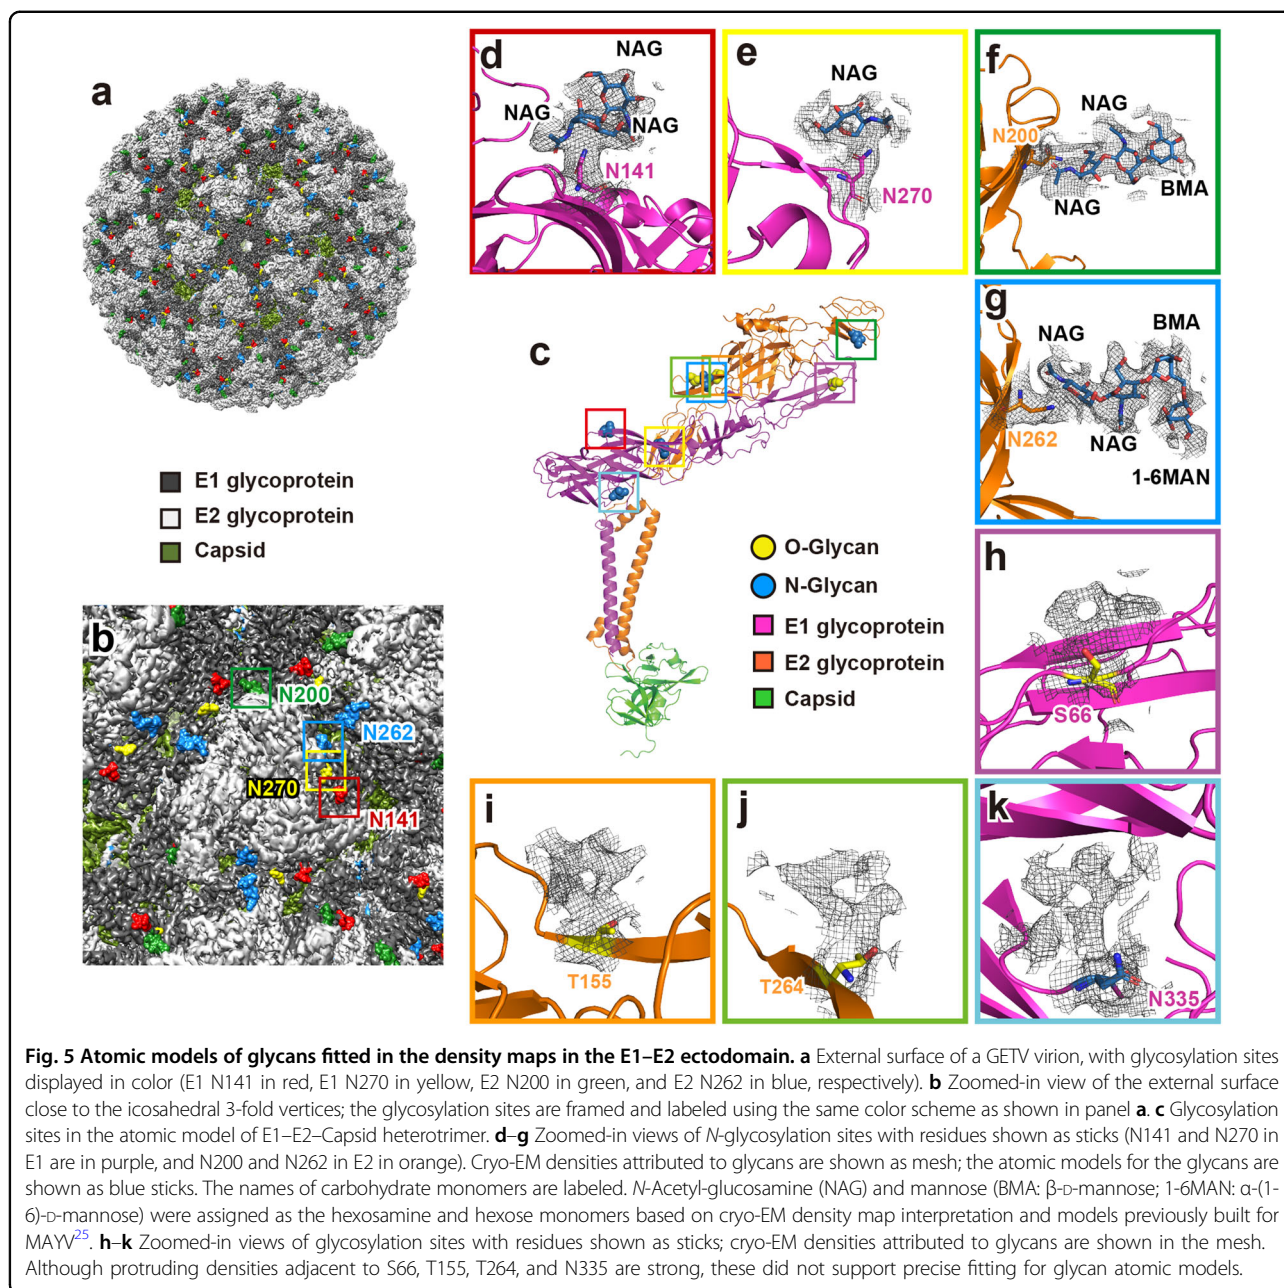 a
E1 glycoprotein
E2 glycoprotein
Capsid
b
N200
N262
N270
N141
c
O-Glycan
N-Glycan
E1 glycoprotein
E2 glycoprotein
Capsid
d
NAG
NAG
NAG
N141
e
NAG
N270
f
NAG
N200
BMA
NAG
g
BMA
NAG
N262
NAG
1-6MAN
h
S66
i
T155
j
T264
k
N335
Fig. 5 Atomic models of glycans fitted in the density maps in the E1–E2 ectodomain. a External surface of a GETV virion, with glycosylation sites
displayed in color (E1 N141 in red, E1 N270 in yellow, E2 N200 in green, and E2 N262 in blue, respectively). b Zoomed-in view of the external surface
close to the icosahedral 3-fold vertices; the glycosylation sites are framed and labeled using the same color scheme as shown in panel a. c Glycosylation
sites in the atomic model of E1–E2–Capsid heterotrimer. d–g Zoomed-in views of N-glycosylation sites with residues shown as sticks (N141 and N270 in
E1 are in purple, and N200 and N262 in E2 in orange). Cryo-EM densities attributed to glycans are shown as mesh; the atomic models for the glycans are
shown as blue sticks. The names of carbohydrate monomers are labeled. N-Acetyl-glucosamine (NAG) and mannose (BMA: β-D-mannose; 1-6MAN: α-(1-
6)-D-mannose) were assigned as the hexosamine and hexose monomers based on cryo-EM density map interpretation and models previously built for
MAYV25. h–k Zoomed-in views of glycosylation sites with residues shown as sticks; cryo-EM densities attributed to glycans are shown in the mesh.
Although protruding densities adjacent to S66, T155, T264, and N335 are strong, these did not support precise fitting for glycan atomic models.